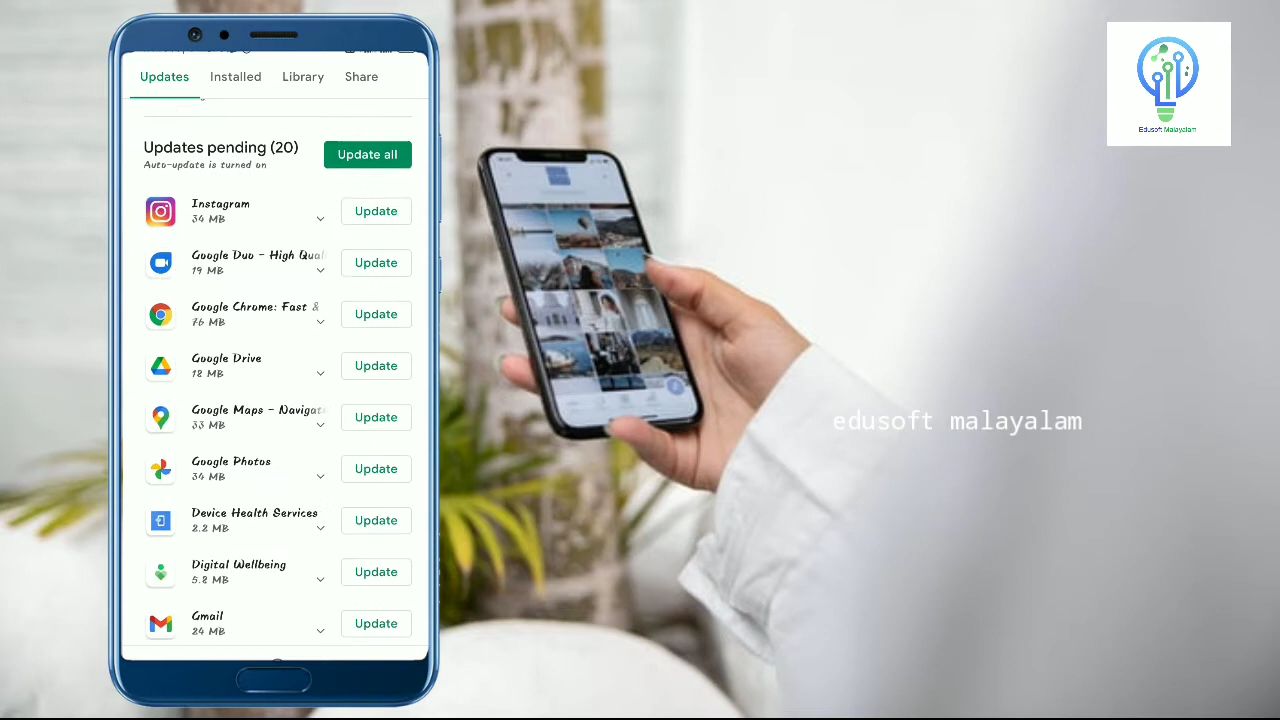 Updates Installed Library Share
Updates pending (20)
Auto-update is turned on
Update all
Instagram
34 MB
Update
Google Duo - High Qual
19 MB
Update
Google Chrome: Fast &
76 MB
Update
Google Drive
18 MB
Update
Google Maps - Navigat
33 MB
Update
Google Photos
34 MB
Update
Device Health Services
2.2 MB
Update
Digital Wellbeing
5.8 MB
Update
Gmail
24 MB
Update
Edusoft Malayalam
edusoft malayalam